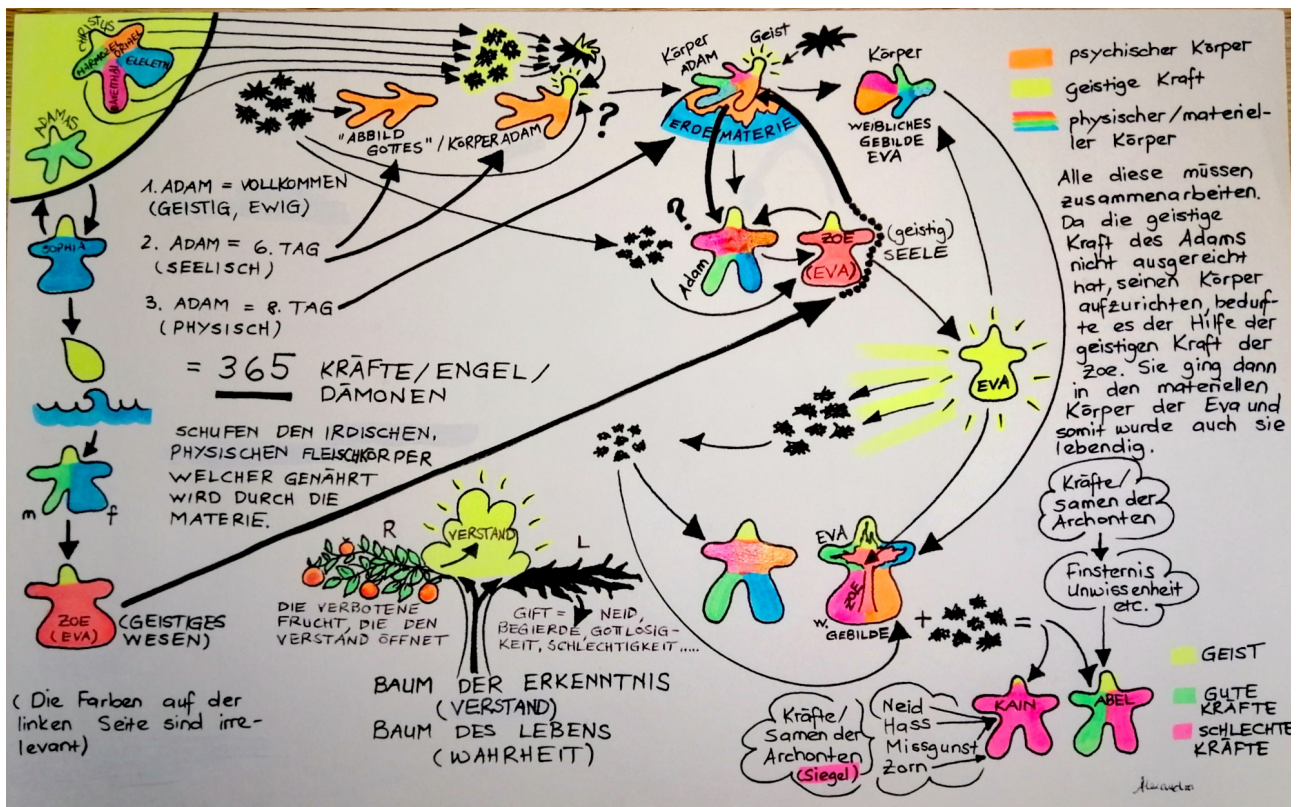 CHRISTUS
HARMOZEL
ORIAEL
DAVEITHAI
ELELETH
ADAMAS
SOPHIA
m f
ZOE
(EVA)
(GEISTIGES
WESEN)
( Die Farben auf der
linken Seite sind irre-
levant)
"ABBILD
GOTTES" / KÖRPER ADAM
?
1. ADAM = VOLLKOMMEN
(GEISTIG, EWIG)
2. ADAM = 6. TAG
(SEELISCH)
3. ADAM = 8. TAG
(PHYSISCH)
= 365 KRÄFTE/ENGEL/
DÄMONEN
SCHUFEN DEN IRDISCHEN,
PHYSISCHEN FLEISCHKÖRPER
WELCHER GENÄHRT
WIRD DURCH DIE
MATERIE.
R
VERSTAND
L
DIE VERBOTENE
FRUCHT, DIE DEN
VERSTAND ÖFFNET
GIFT = NEID,
BEGIERDE, GOTTLOSIG-
KEIT, SCHLECHTIGKEIT.....
BAUM DER ERKENNTNIS
(VERSTAND)
BAUM DES LEBENS
(WAHRHEIT)
Körper
ADAM
Geist
ERDE/MATERIE
Körper
WEIBLICHES
GEBILDE
EVA
?
Adam
ZOE
(EVA)
(geistig)
SEELE
EVA
EVA
ZOE
W.
GEBILDE
+
=
KAIN
ABEL
Kräfte/
Samen der
Archonten
(Siegel)
Neid
Hass
Missgunst
Zorn
psychischer Körper
geistige Kraft
physischer/materiel-
ler Körper
Alle diese müssen
zusammenarbeiten.
Da die geistige
Kraft des Adams
nicht ausgereicht
hat, seinen Körper
aufzurichten, beduf-
te es der Hilfe der
geistigen Kraft der
Zoe. Sie ging dann
in den materiellen
Körper der Eva und
somit wurde auch sie
lebendig.
Kräfte/
Samen der
Archonten
Finsternis
Unwissenheit
etc.
GEIST
GUTE
KRÄFTE
SCHLECHTE
KRÄFTE